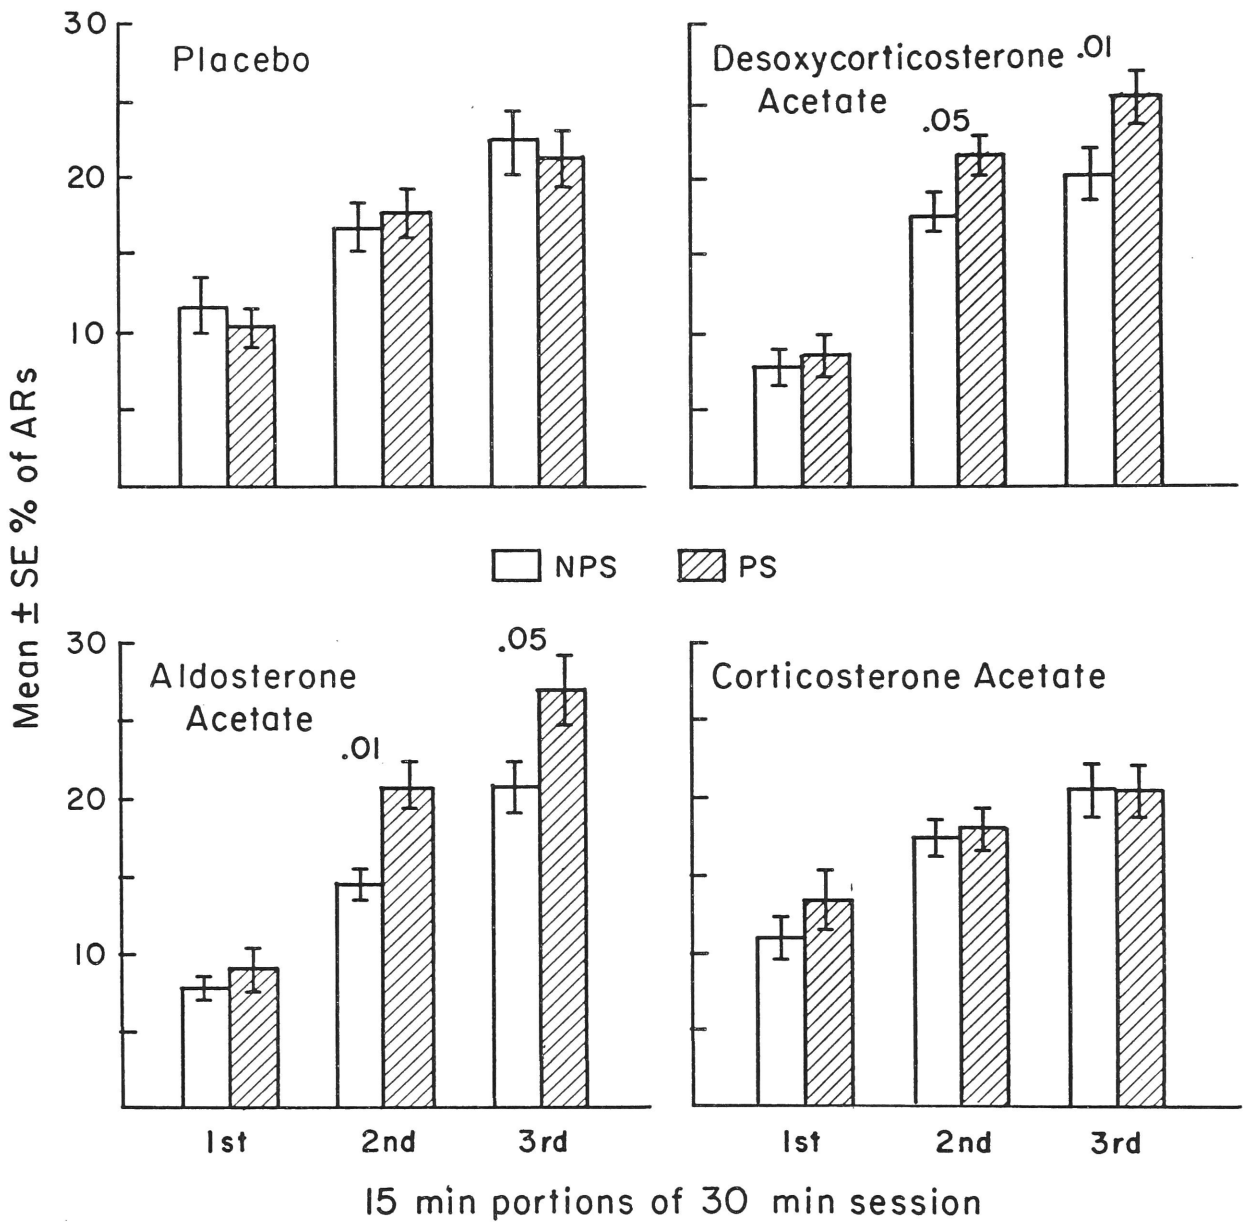 Mean ± SE % of ARs
30
20
10
Placebo
Desoxycorticosterone
Acetate
.05
.01
NPS
PS
30
20
10
Aldosterone
Acetate
.01
.05
Corticosterone Acetate
1st 2nd 3rd
1st 2nd 3rd
15 min portions of 30 min session